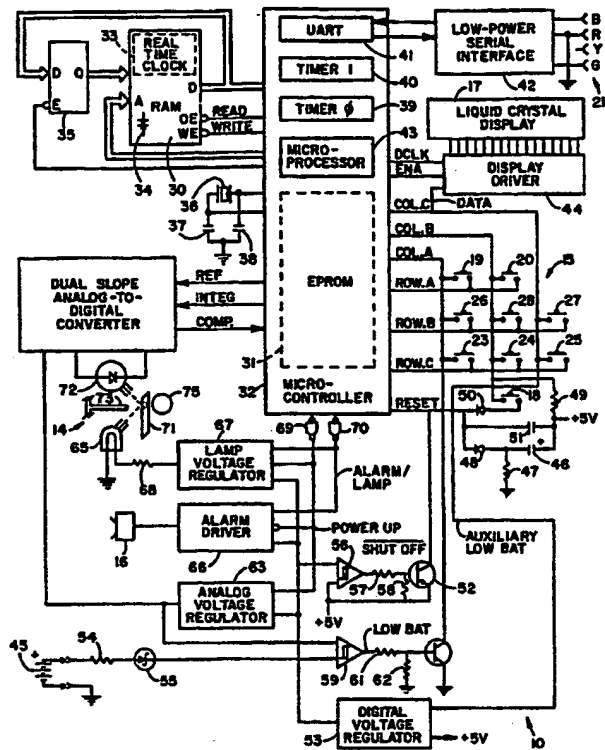 33
REAL
TIME
CLOCK
D
Q
E
35
D
A
RAM
OE
WE
READ
WRITE
34
30
UART
41
TIMER 1
40
TIMER Φ
39
MICRO-
PROCESSOR
43
LOW-POWER
SERIAL
INTERFACE
42
B
R
Y
G
21
17
LIQUID CRYSTAL
DISPLAY
DCLK
ENA
DISPLAY
DRIVER
44
COL.C
DATA
COL.B
COL.A
36
37
38
EPROM
31
32
MICRO-
CONTROLLER
19
20
15
ROW.A
26
28
27
ROW.B
23
24
25
ROW.C
RESET
50
18
49
+5V
51
48
46
+
47
DUAL SLOPE
ANALOG-TO-
DIGITAL
CONVERTER
REF
INTEG
COMP.
72
73
75
14
71
65
68
67
LAMP
VOLTAGE
REGULATOR
69
70
ALARM/
LAMP
ALARM
DRIVER
66
16
POWER UP
63
ANALOG
VOLTAGE
REGULATOR
56
SHUT OFF
57
58
+5V
52
AUXILIARY
LOW BAT
45
+
54
55
59
LOW BAT
61
62
DIGITAL
VOLTAGE
REGULATOR
53
+5V
10